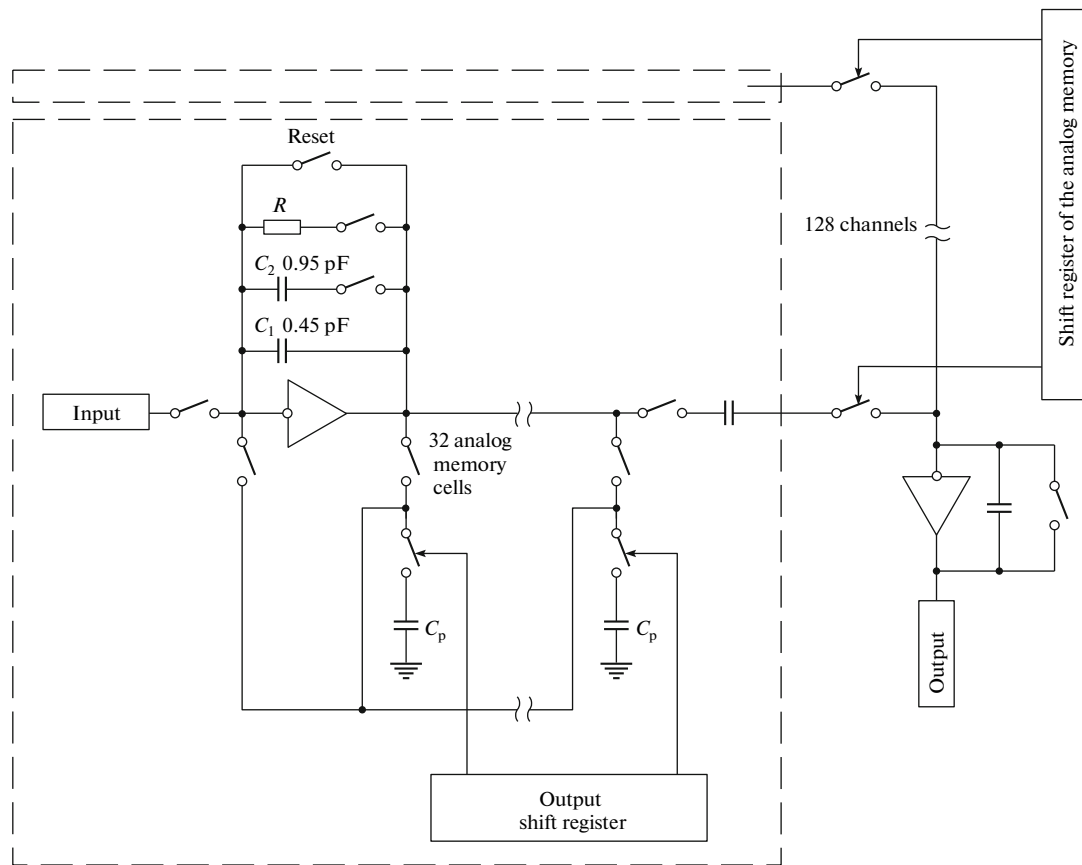 Reset
R
C2 0.95 pF
C1 0.45 pF
Input
32 analog
memory
cells
Cp
Cp
Output
shift register
128 channels
Shift register of the analog memory
Output